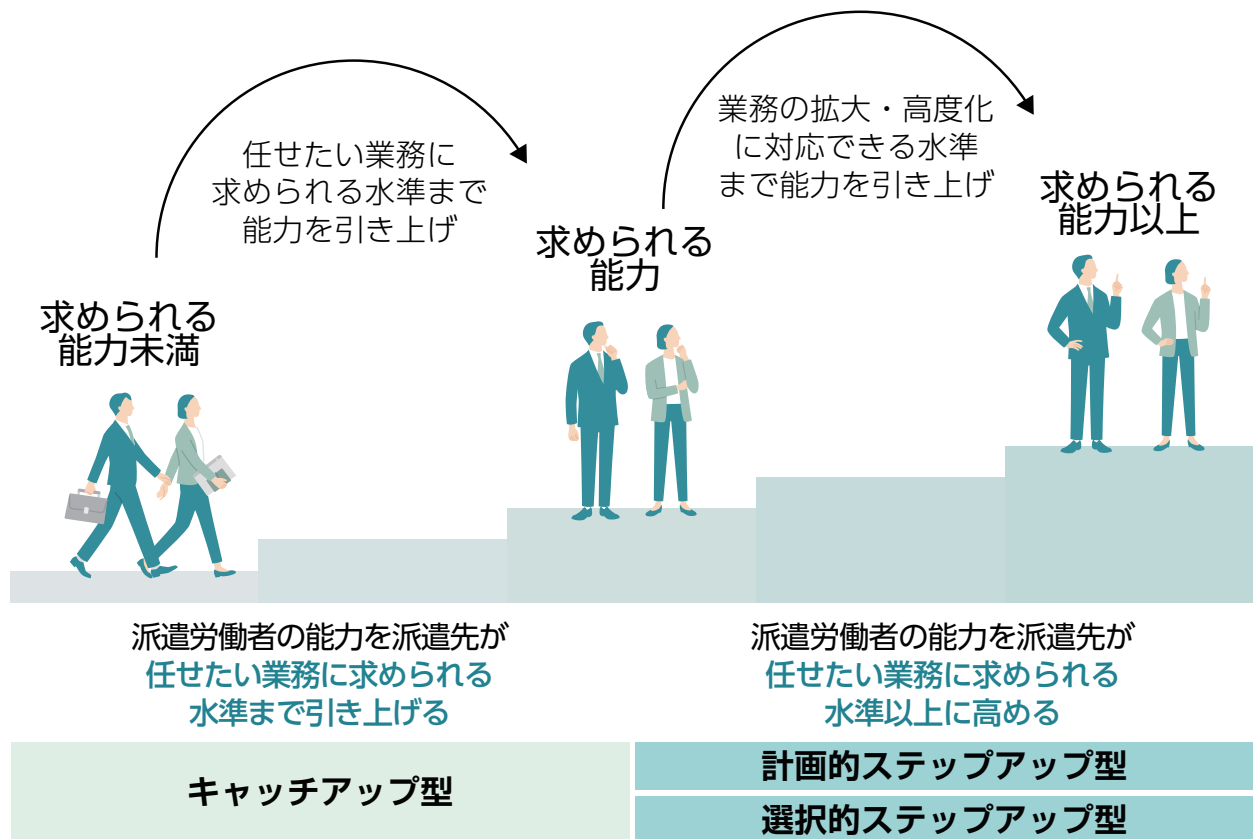 任せたい業務に
求められる水準まで
能力を引き上げ
業務の拡大・高度化
に対応できる水準
まで能力を引き上げ
求められる
能力未満
求められる
能力
求められる
能力以上
派遣労働者の能力を派遣先が
任せたい業務に求められる
水準まで引き上げる
派遣労働者の能力を派遣先が
任せたい業務に求められる
水準以上に高める
キャッチアップ型
計画的ステップアップ型
選択的ステップアップ型